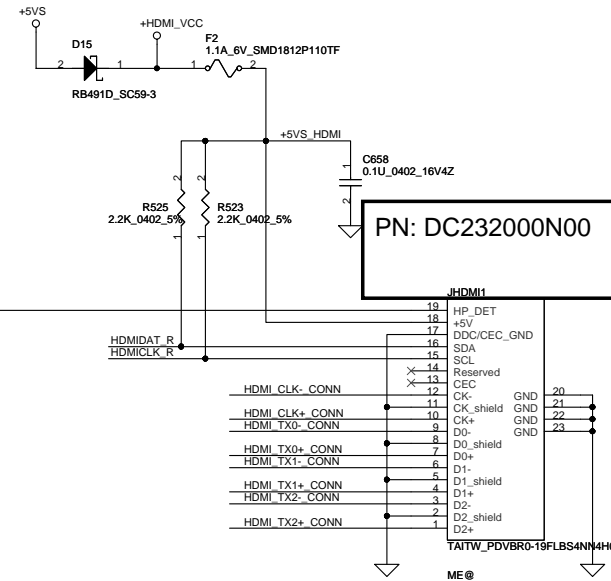 +5VS
+HDMI_VCC
D15
F2
1.1A_6V_SMD1812P110TF
2
1
1
2
RB491D_SC59-3
+5VS_HDMI
C658
0.1U_0402_16V4Z
1
2
2
2
R525
2.2K_0402_5%
R523
2.2K_0402_5%
1
1
PN: DC232000N00
JHDMI1
19 HP_DET
18 +5V
17 DDC/CEC_GND
HDMIDAT_R 16 SDA
HDMICLK_R 15 SCL
14 Reserved
13 CEC
HDMI_CLK-_CONN 12 CK- GND 20
11 CK_shield GND 21
HDMI_CLK+_CONN 10 CK+ GND 22
HDMI_TX0-_CONN 9 D0- GND 23
8 D0_shield
HDMI_TX0+_CONN 7 D0+
HDMI_TX1-_CONN 6 D1-
5 D1_shield
HDMI_TX1+_CONN 4 D1+
HDMI_TX2-_CONN 3 D2-
2 D2_shield
HDMI_TX2+_CONN 1 D2+
TAITW_PDVBR0-19FLBS4NN4H
ME@